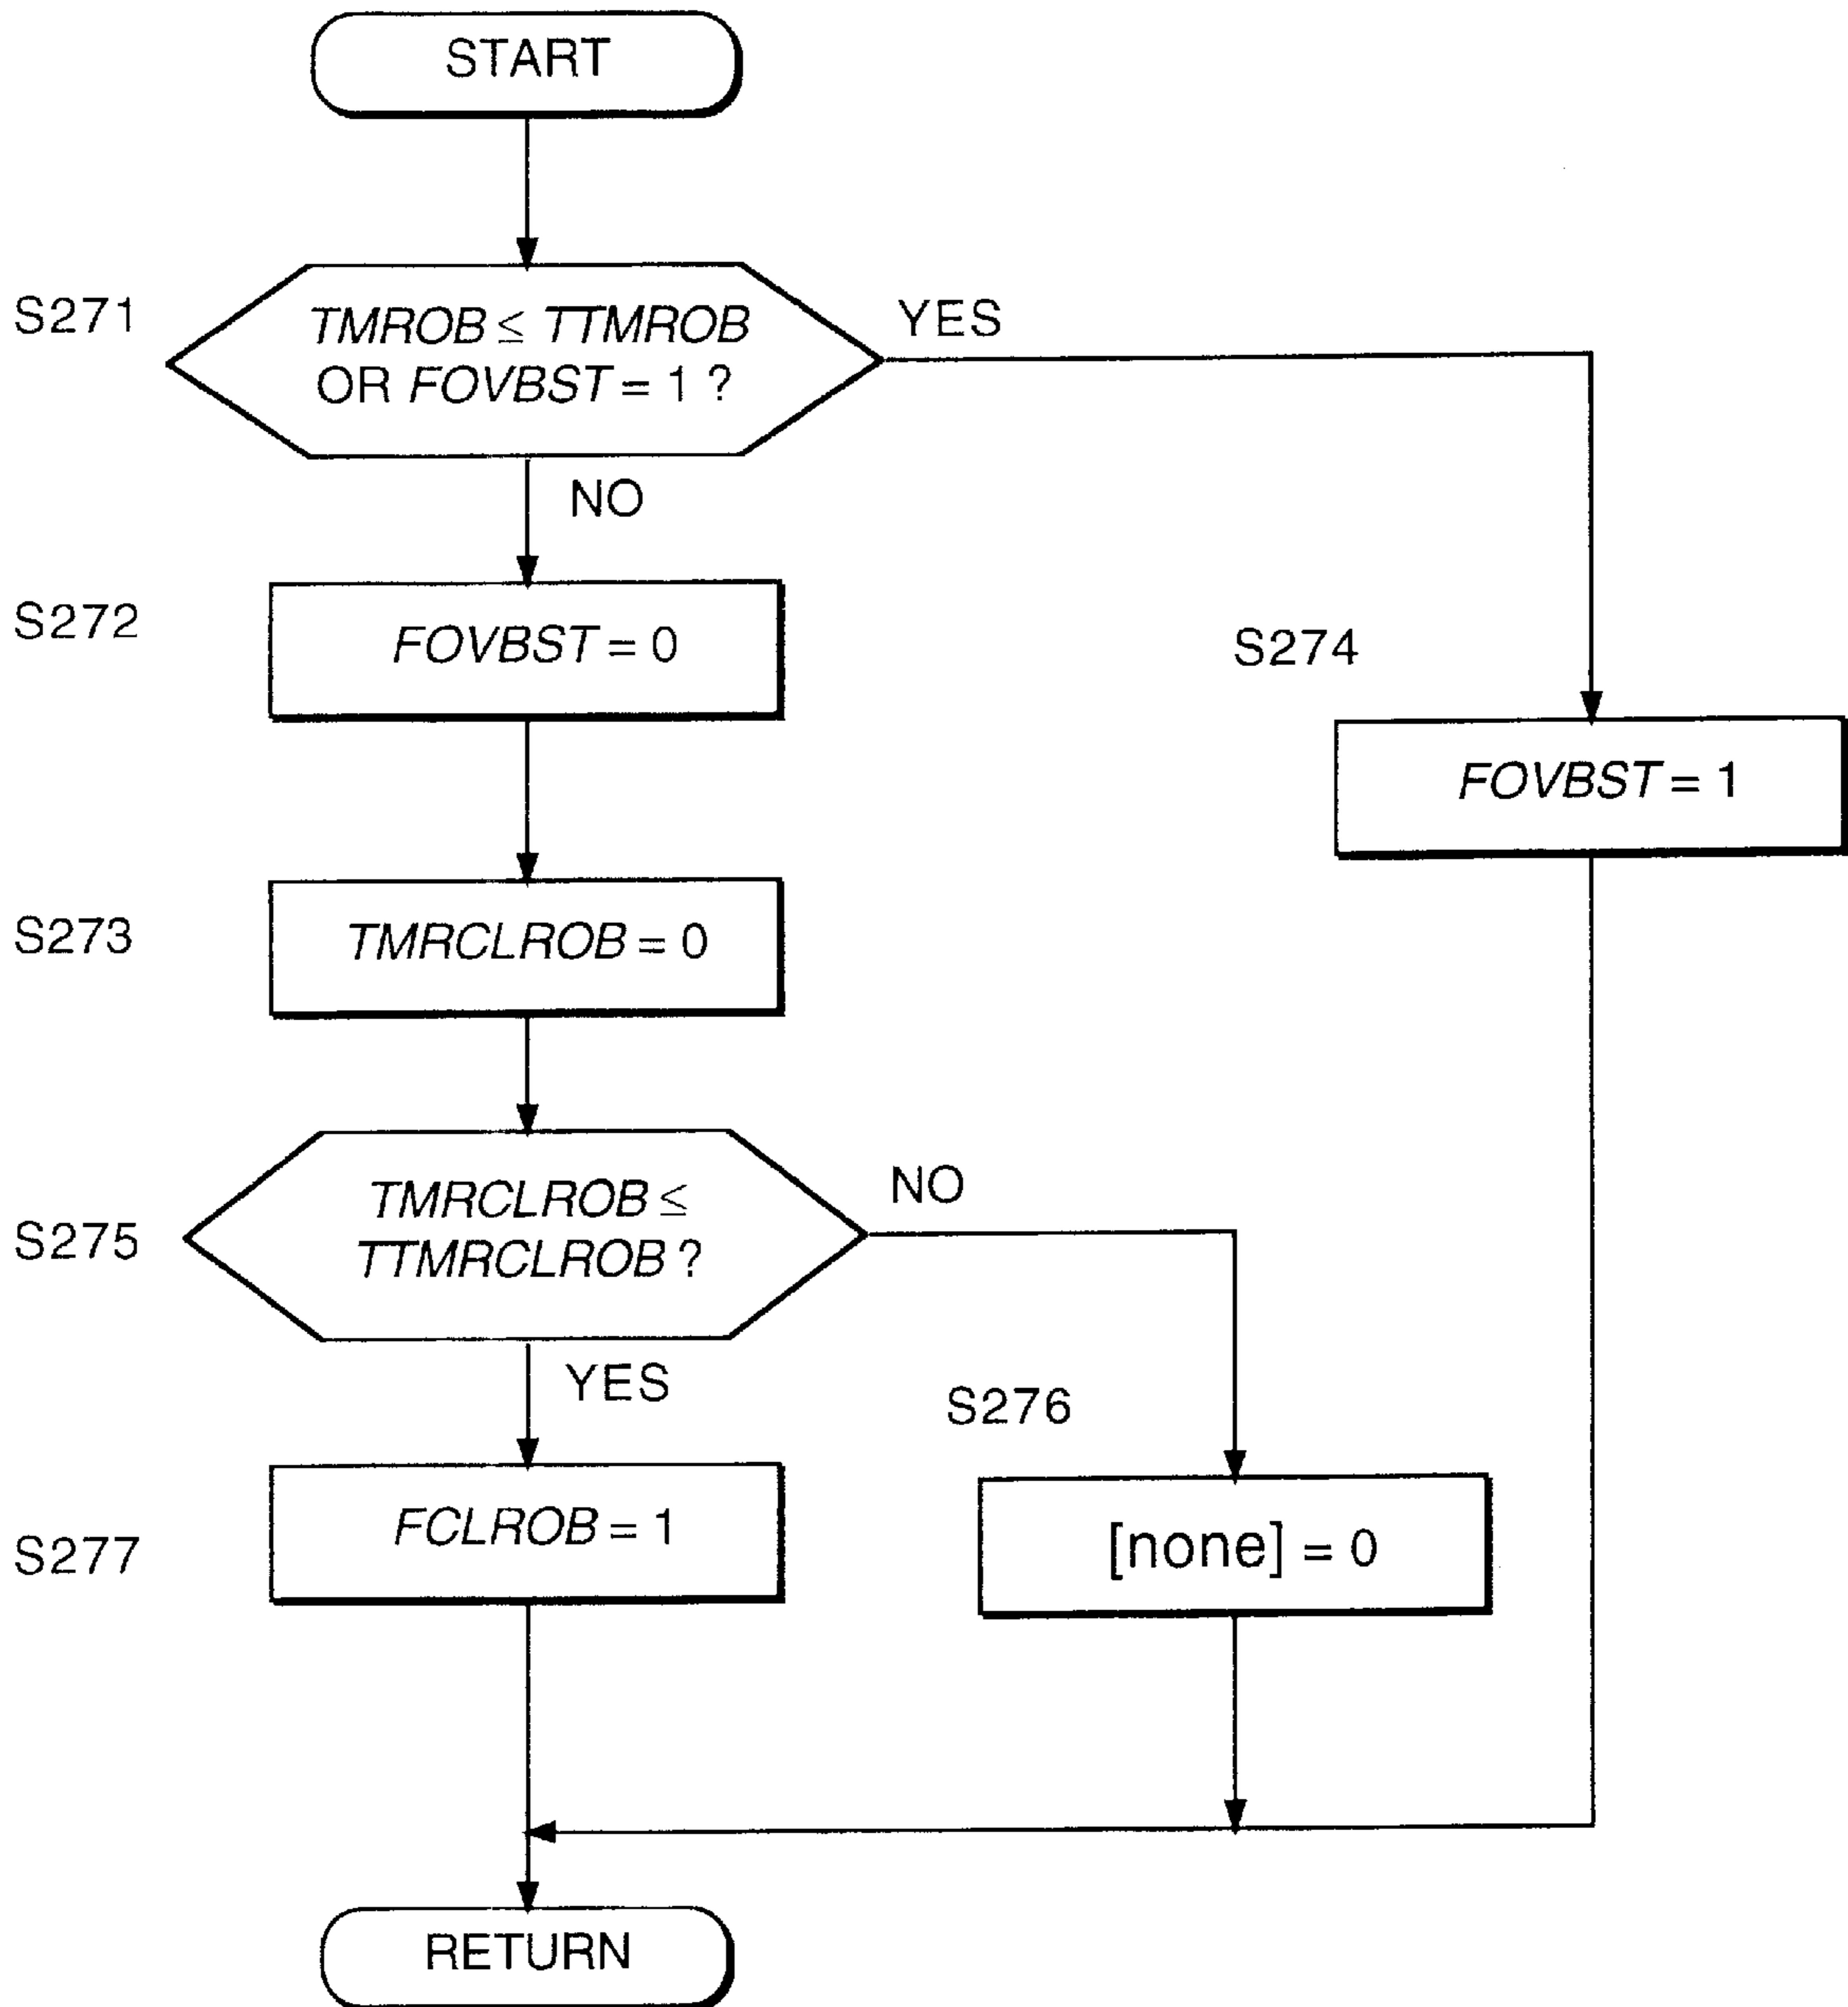 START
S271
TMROB ≤ TTMROB
OR FOVBST = 1 ?
YES
NO
S272
FOVBST = 0
S274
FOVBST = 1
S273
TMRCLROB = 0
S275
TMRCLROB ≤
TTMRCLROB ?
NO
YES
S276
S277
FCLROB = 1
[none] = 0
RETURN